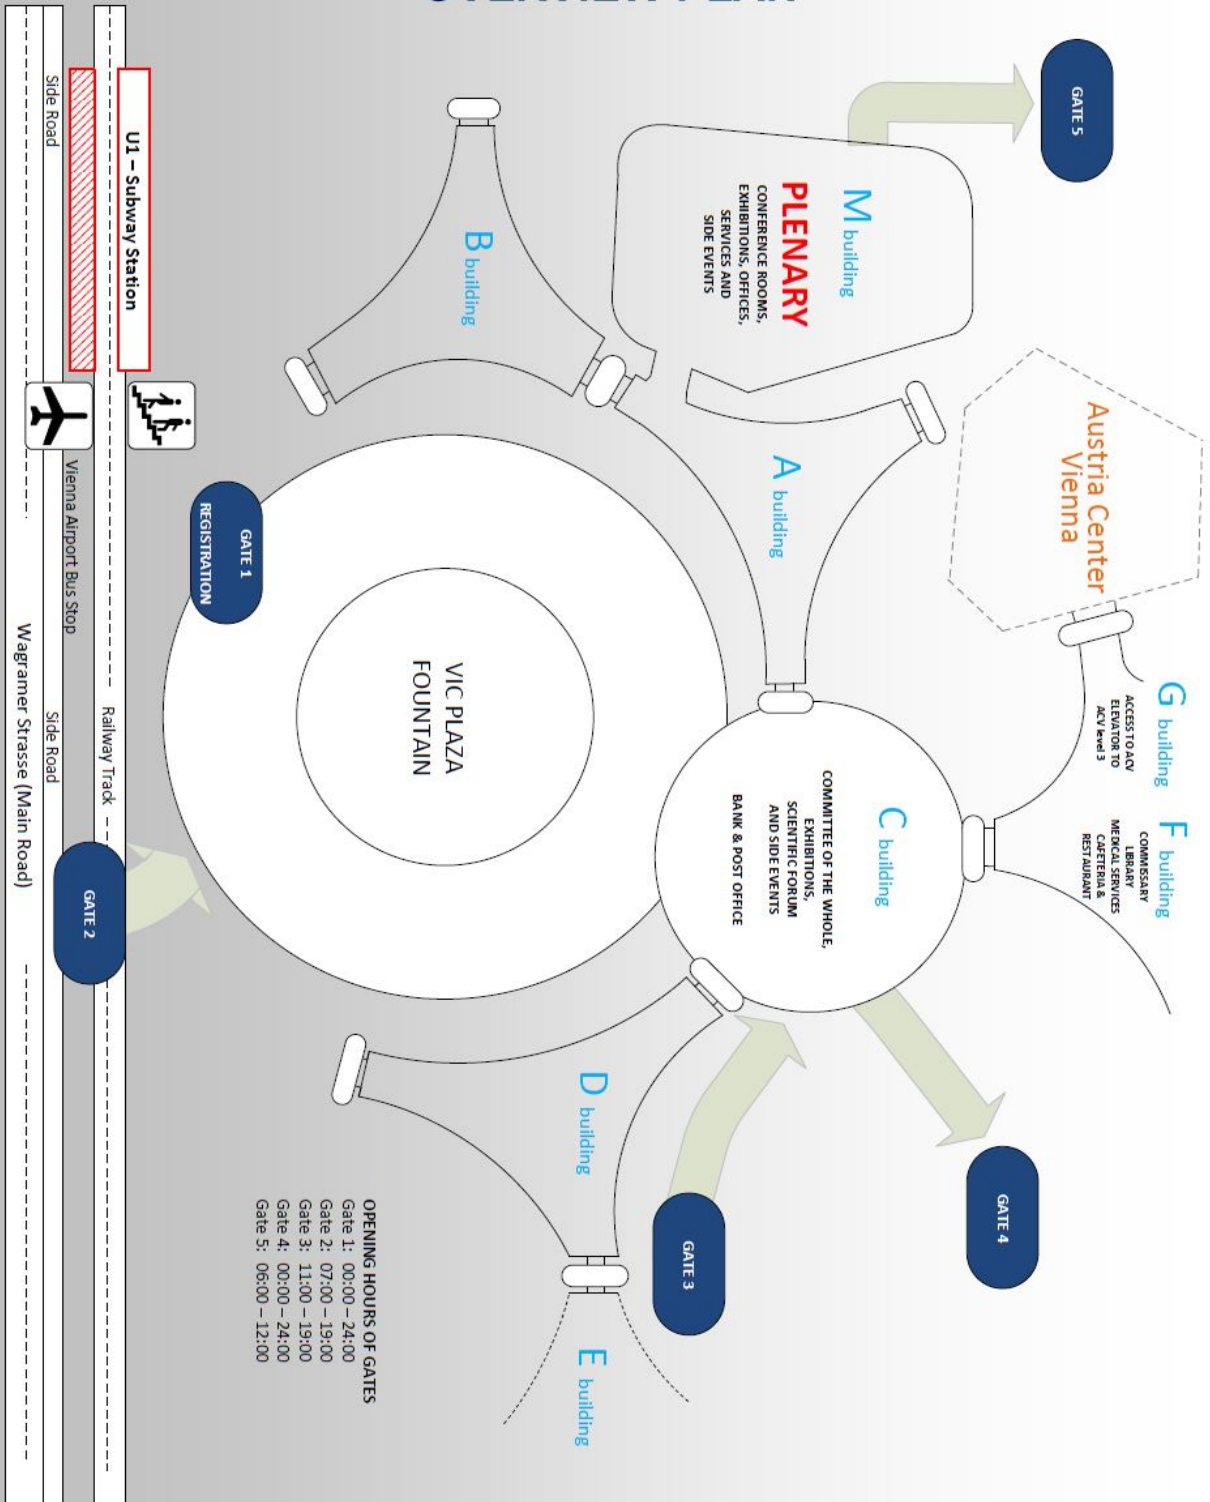 OVERVIEW PLAN
GATE 5
M building
PLENARY
CONFERENCE ROOMS,
EXHIBITIONS, OFFICES,
SERVICES AND
SIDE EVENTS
Austria Center
Vienna
G building
ACCESS TO ACV
ELEVATOR TO
ACV level 3
F building
COMMISSARY
LIBRARY
MEDICAL SERVICES
CAFETERIA &
RESTAURANT
B building
A building
C building
COMMITTEE OF THE WHOLE,
EXHIBITIONS,
SCIENTIFIC FORUM
AND SIDE EVENTS
BANK & POST OFFICE
GATE 4
VIC PLAZA
FOUNTAIN
D building
GATE 3
E building
GATE 1
REGISTRATION
OPENING HOURS OF GATES
Gate 1: 00:00 – 24:00
Gate 2: 07:00 – 19:00
Gate 3: 11:00 – 19:00
Gate 4: 00:00 – 24:00
Gate 5: 06:00 – 12:00
U1 – Subway Station
Railway Track
GATE 2
Vienna Airport Bus Stop
Side Road
Side Road
Wagramer Strasse (Main Road)